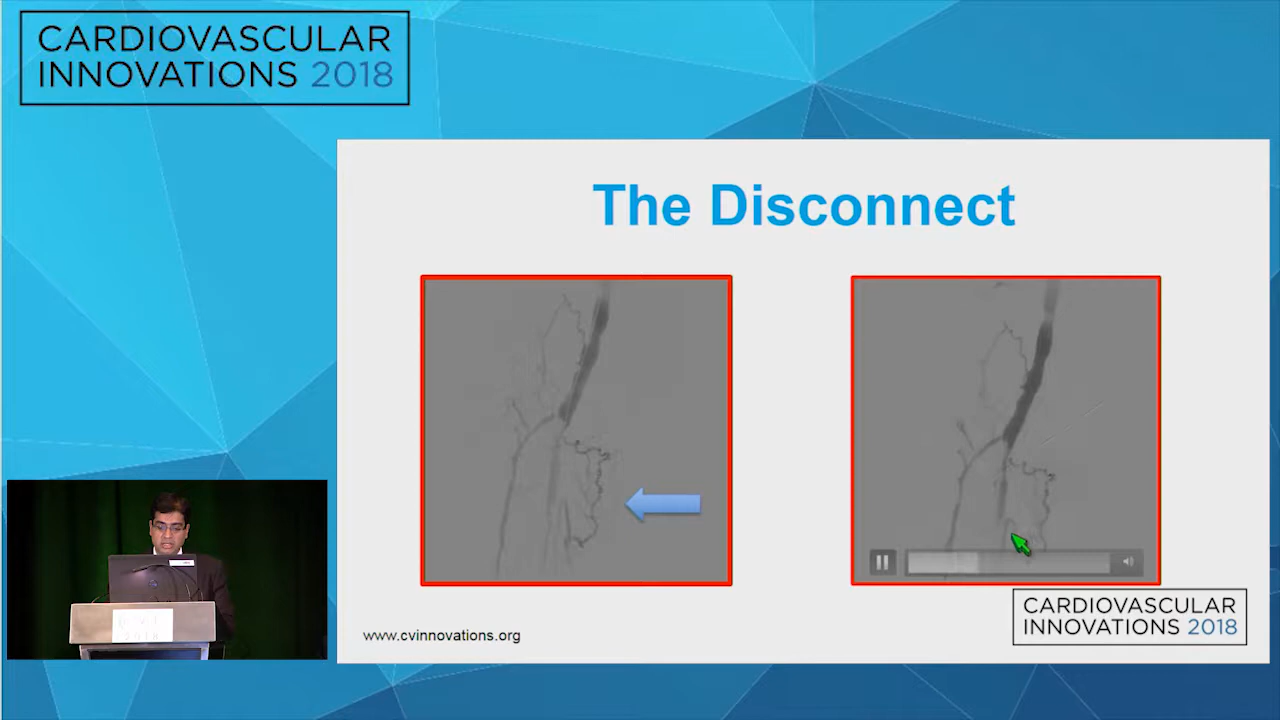 CARDIOVASCULAR
INNOVATIONS 2018
The Disconnect
www.cvinnovations.org
CARDIOVASCULAR
INNOVATIONS 2018